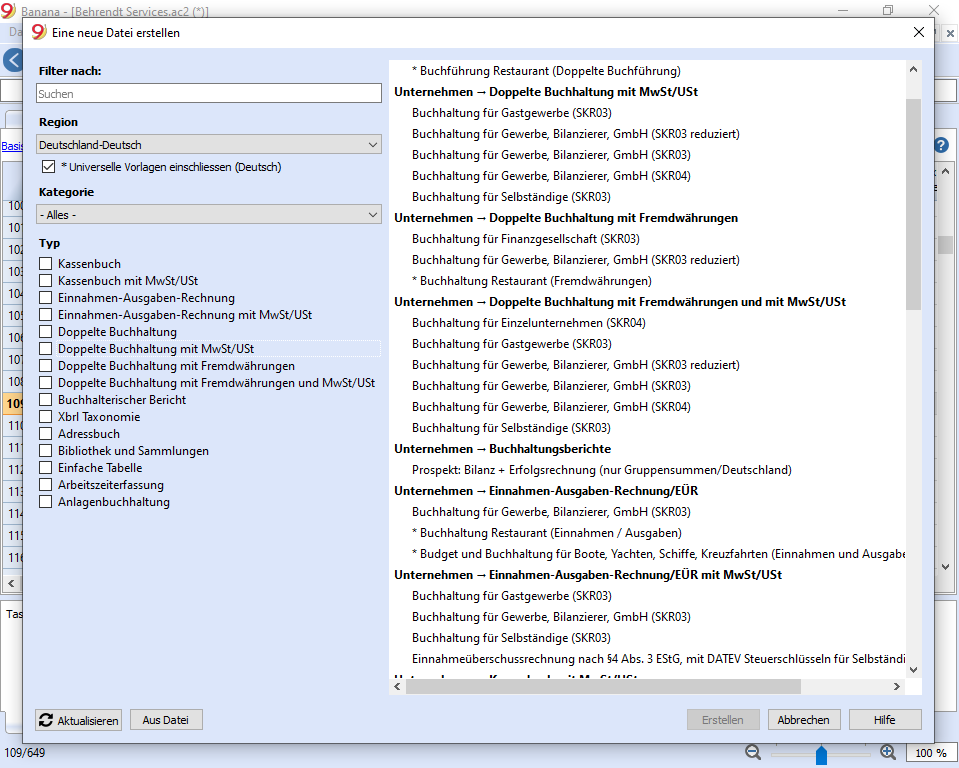 Banana - [Behrendt Services.ac2 (*)]
Eine neue Datei erstellen
Filter nach:
Suchen
Region
Deutschland-Deutsch
* Universelle Vorlagen einschliessen (Deutsch)
Kategorie
- Alles -
Typ
Kassenbuch
Kassenbuch mit MwSt/USt
Einnahmen-Ausgaben-Rechnung
Einnahmen-Ausgaben-Rechnung mit MwSt/USt
Doppelte Buchhaltung
Doppelte Buchhaltung mit MwSt/USt
Doppelte Buchhaltung mit Fremdwährungen
Doppelte Buchhaltung mit Fremdwährungen und MwSt/USt
Buchhalterischer Bericht
Xbrl Taxonomie
Adressbuch
Bibliothek und Sammlungen
Einfache Tabelle
Arbeitszeiterfassung
Anlagenbuchhaltung
* Buchführung Restaurant (Doppelte Buchführung)
Unternehmen → Doppelte Buchhaltung mit MwSt/USt
Buchhaltung für Gastgewerbe (SKR03)
Buchhaltung für Gewerbe, Bilanzierer, GmbH (SKR03 reduziert)
Buchhaltung für Gewerbe, Bilanzierer, GmbH (SKR03)
Buchhaltung für Gewerbe, Bilanzierer, GmbH (SKR04)
Buchhaltung für Selbständige (SKR03)
Unternehmen → Doppelte Buchhaltung mit Fremdwährungen
Buchhaltung für Finanzgesellschaft (SKR03)
Buchhaltung für Gewerbe, Bilanzierer, GmbH (SKR03 reduziert)
* Buchhaltung Restaurant (Fremdwährungen)
Unternehmen → Doppelte Buchhaltung mit Fremdwährungen und mit MwSt/USt
Buchhaltung für Einzelunternehmen (SKR04)
Buchhaltung für Gastgewerbe (SKR03)
Buchhaltung für Gewerbe, Bilanzierer, GmbH (SKR03 reduziert)
Buchhaltung für Gewerbe, Bilanzierer, GmbH (SKR03)
Buchhaltung für Gewerbe, Bilanzierer, GmbH (SKR04)
Buchhaltung für Selbständige (SKR03)
Unternehmen → Buchhaltungsberichte
Prospekt: Bilanz + Erfolgsrechnung (nur Gruppensummen/Deutschland)
Unternehmen → Einnahmen-Ausgaben-Rechnung/EÜR
Buchhaltung für Gewerbe, Bilanzierer, GmbH (SKR03)
* Buchhaltung Restaurant (Einnahmen / Ausgaben)
* Budget und Buchhaltung für Boote, Yachten, Schiffe, Kreuzfahrten (Einnahmen und Ausgabe
Unternehmen → Einnahmen-Ausgaben-Rechnung/EÜR mit MwSt/USt
Buchhaltung für Gastgewerbe (SKR03)
Buchhaltung für Gewerbe, Bilanzierer, GmbH (SKR03)
Buchhaltung für Selbständige (SKR03)
Einnahmeüberschussrechnung nach §4 Abs. 3 EStG, mit DATEV Steuerschlüsseln für Selbständi
Aktualisieren
Aus Datei
Erstellen
Abbrechen
Hilfe
Basis
109
Tas
109/649
100 %